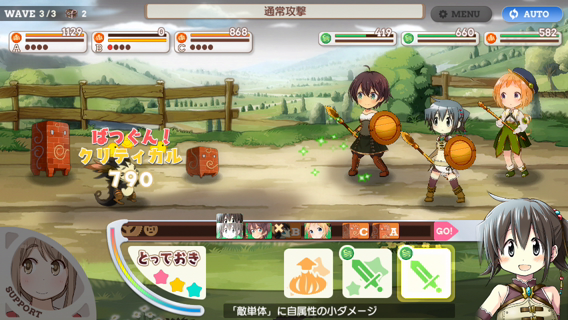 WAVE 3/3 2
通常攻撃
MENU
AUTO
1129
A
0
B
868
C
419
660
582
ばつぐん!
クリティカル
790
B
C
A
GO!
とっておき
SUPPORT
「敵単体」に自属性の小ダメージ